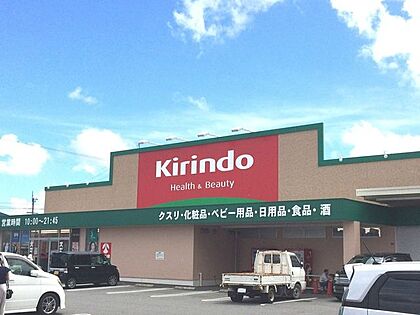 Kirindo
Health & Beauty
営業時間 10:00〜21:45
クスリ・化粧品・ベビー用品・日用品・食品・酒